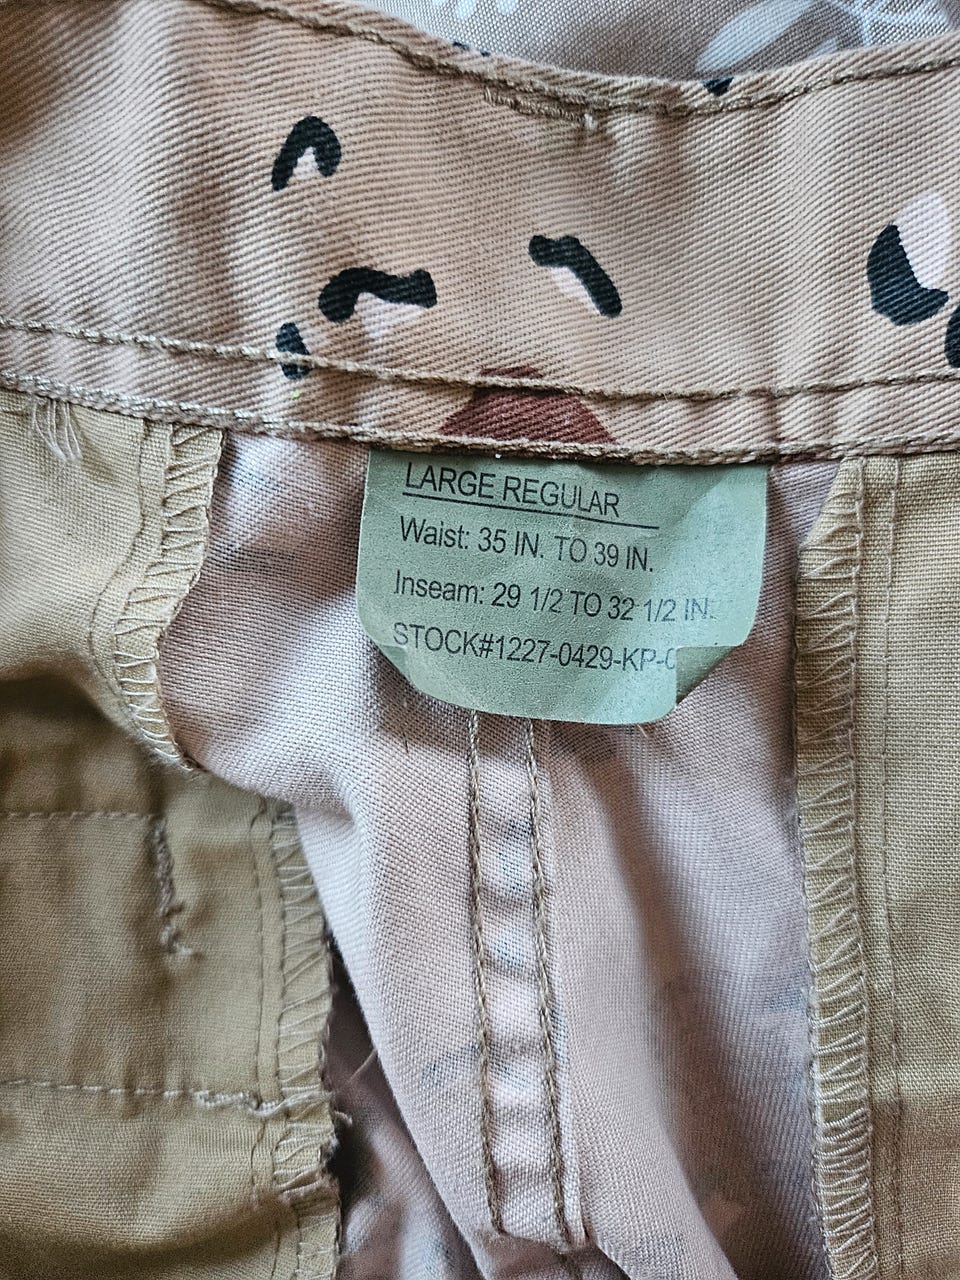 LARGE REGULAR
Waist: 35 IN. TO 39 IN.
Inseam: 29 1/2 TO 32 1/2 IN.
STOCK#1227-0429-KP-